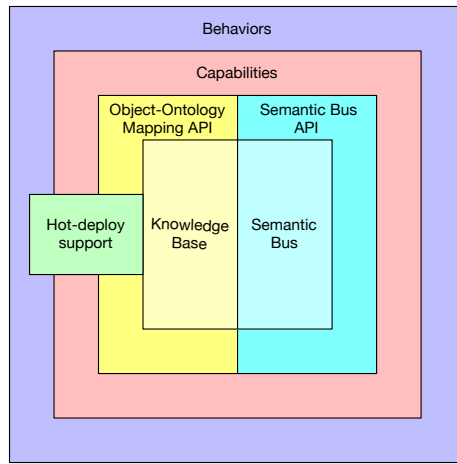 Behaviors
Capabilities
Object-Ontology
Mapping API
Semantic Bus
API
Hot-deploy
support
Knowledge
Base
Semantic
Bus